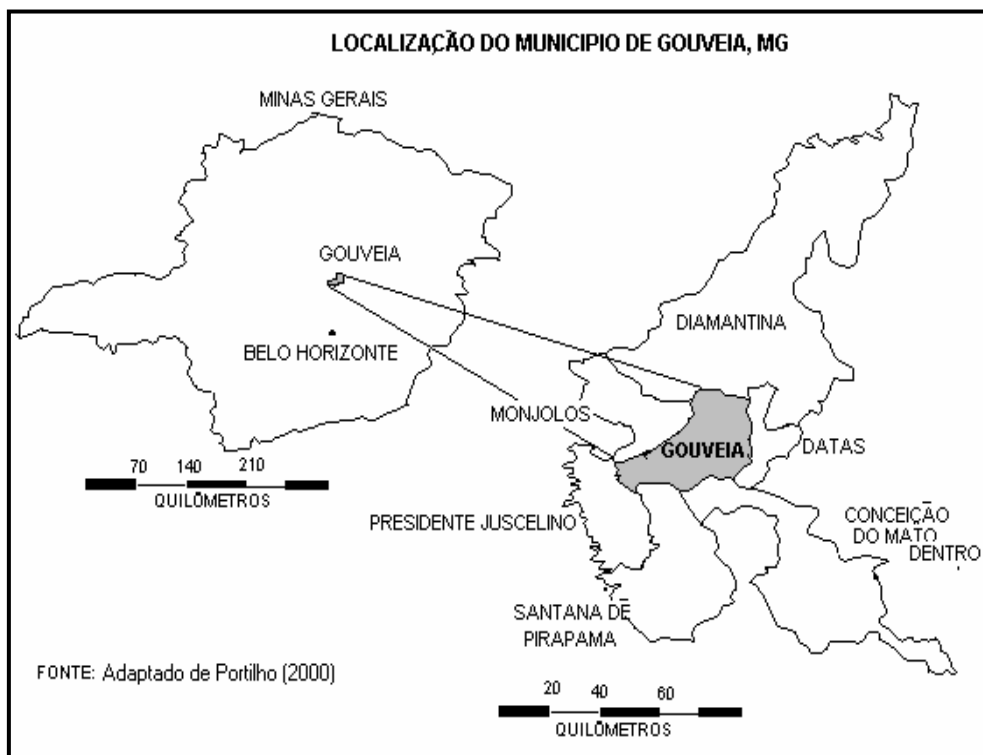 LOCALIZAÇÃO DO MUNICIPIO DE GOUVEIA, MG
MINAS GERAIS
GOUVEIA
BELO HORIZONTE
70 140 210
QUILÔMETROS
DIAMANTINA
MONJOLOS
GOUVEIA
DATAS
PRESIDENTE JUSCELINO
CONCEIÇÃO
DO MATO
DENTRO
SANTANA DE
PIRAPAMA
FONTE: Adaptado de Portilho (2000)
20 40 60
QUILÔMETROS